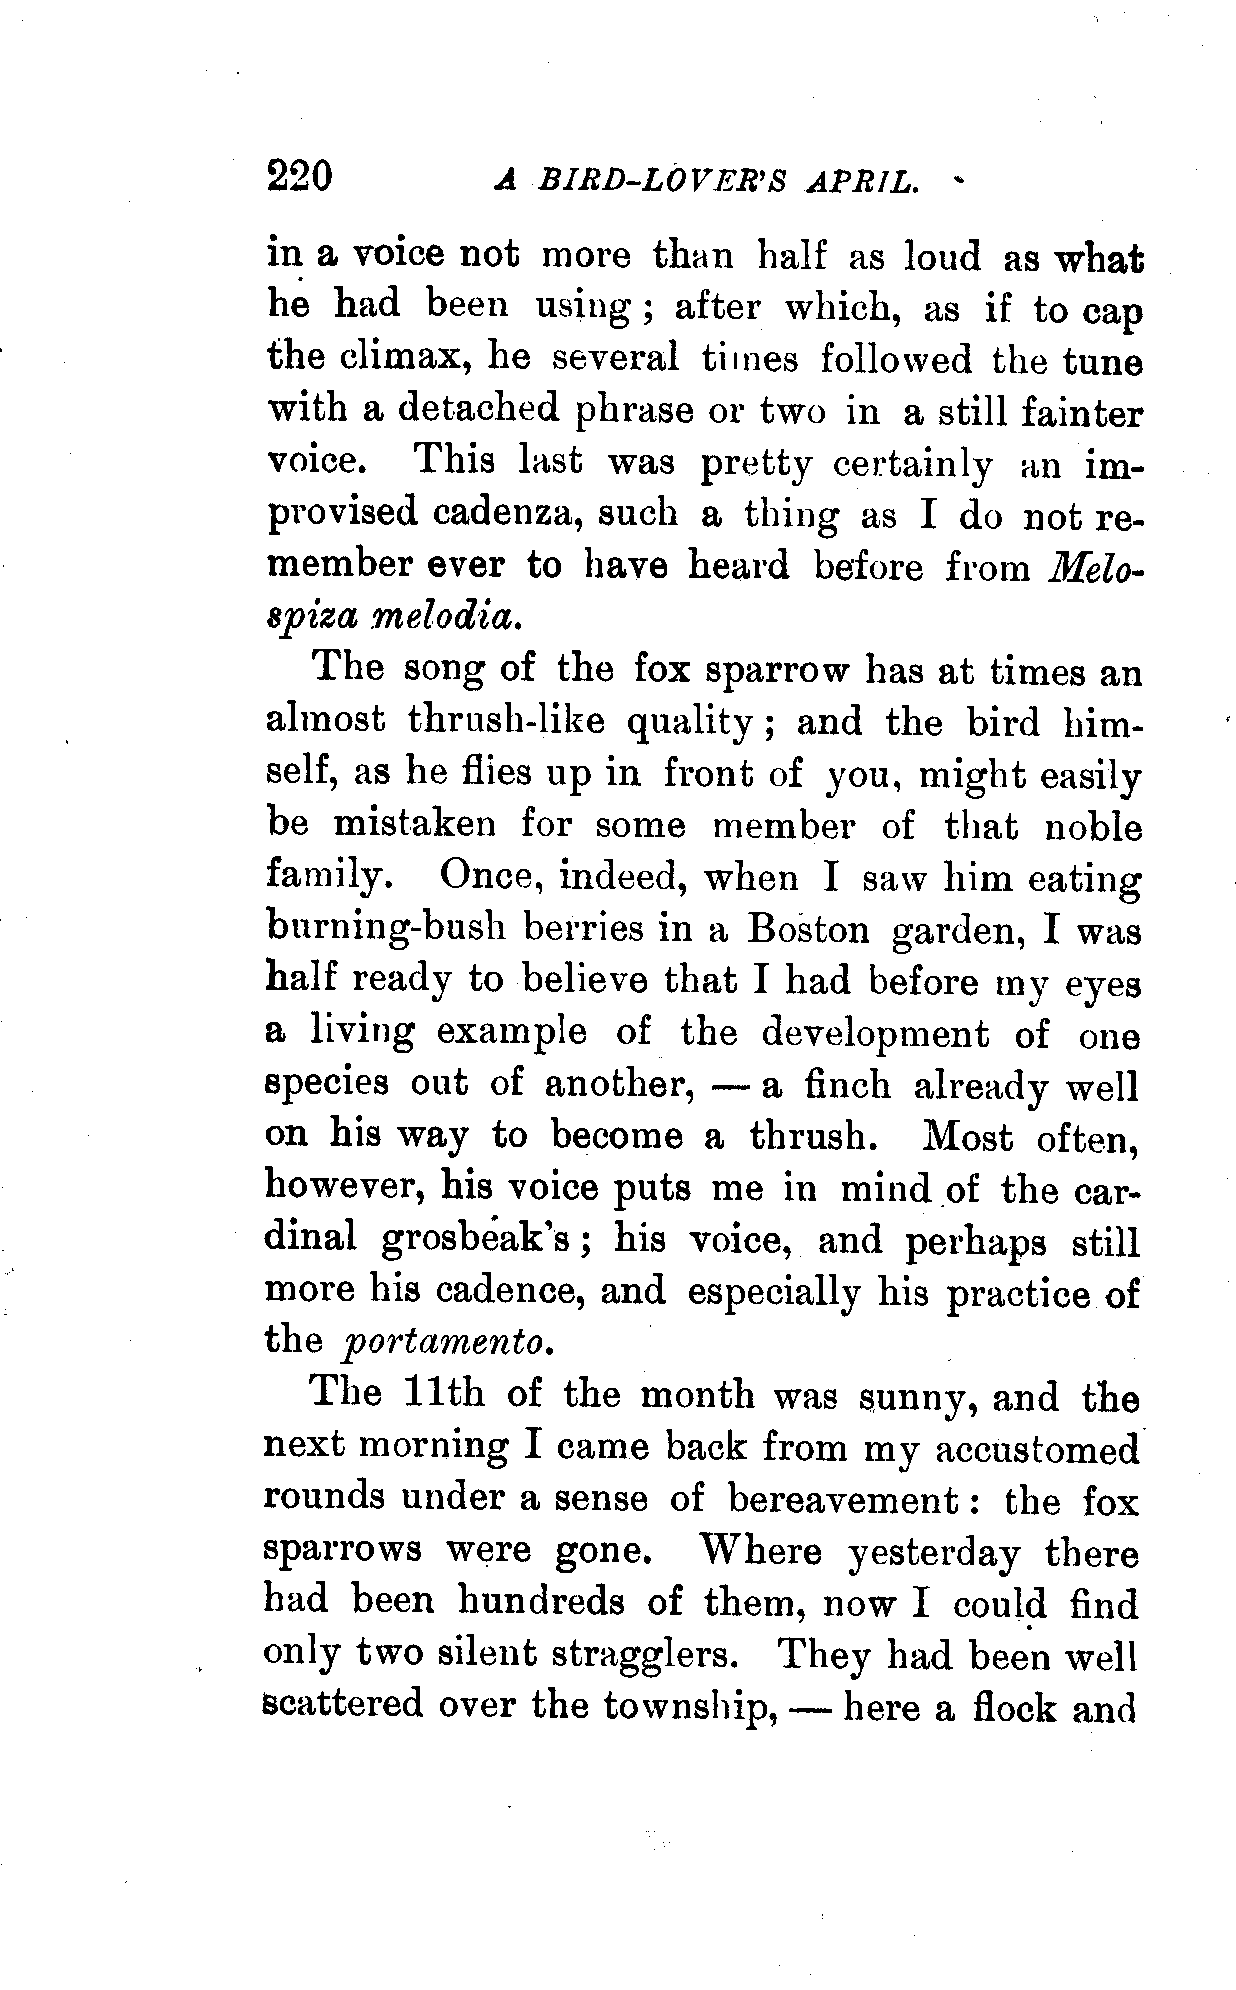 220 A BIRD-LOVER'S APRIL.
in a voice not more than half as loud as what
he had been using; after which, as if to cap
the climax, he several times followed the tune
with a detached phrase or two in a still fainter
voice. This last was pretty certainly an im-
provised cadenza, such a thing as I do not re-
member ever to have heard before from Melo-
spiza melodia.
The song of the fox sparrow has at times an
almost thrush-like quality; and the bird him-
self, as he flies up in front of you, might easily
be mistaken for some member of that noble
family. Once, indeed, when I saw him eating
burning-bush berries in a Boston garden, I was
half ready to believe that I had before my eyes
a living example of the development of one
species out of another, — a finch already well
on his way to become a thrush. Most often,
however, his voice puts me in mind of the car-
dinal grosbeak's; his voice, and perhaps still
more his cadence, and especially his practice of
the portamento.
The 11th of the month was sunny, and the
next morning I came back from my accustomed
rounds under a sense of bereavement: the fox
sparrows were gone. Where yesterday there
had been hundreds of them, now I could find
only two silent stragglers. They had been well
scattered over the township, — here a flock and